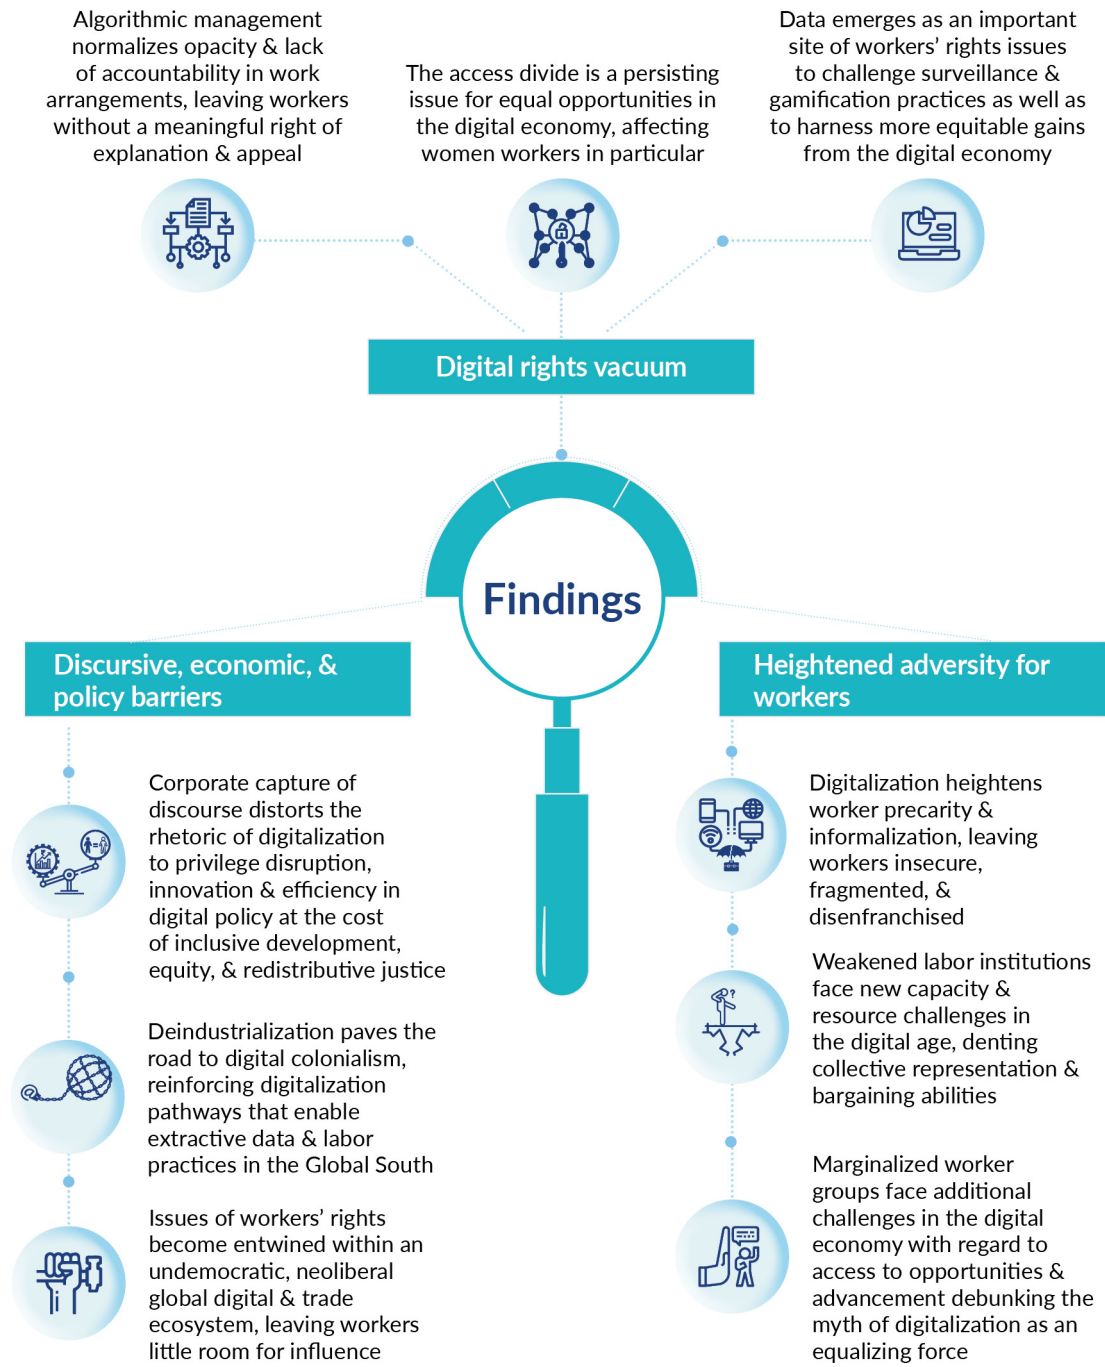 Algorithmic management
normalizes opacity & lack
of accountability in work
arrangements, leaving workers
without a meaningful right of
explanation & appeal
The access divide is a persisting
issue for equal opportunities in
the digital economy, affecting
women workers in particular
Data emerges as an important
site of workers’ rights issues
to challenge surveillance &
gamification practices as well as
to harness more equitable gains
from the digital economy
Digital rights vacuum
Findings
Discursive, economic, &
policy barriers
Corporate capture of
discourse distorts the
rhetoric of digitalization
to privilege disruption,
innovation & efficiency in
digital policy at the cost
of inclusive development,
equity, & redistributive justice
Deindustrialization paves the
road to digital colonialism,
reinforcing digitalization
pathways that enable
extractive data & labor
practices in the Global South
Issues of workers’ rights
become entwined within an
undemocratic, neoliberal
global digital & trade
ecosystem, leaving workers
little room for influence
Heightened adversity for
workers
Digitalization heightens
worker precarity &
informalization, leaving
workers insecure,
fragmented, &
disenfranchised
Weakened labor institutions
face new capacity &
resource challenges in
the digital age, denting
collective representation &
bargaining abilities
Marginalized worker
groups face additional
challenges in the digital
economy with regard to
access to opportunities &
advancement debunking the
myth of digitalization as an
equalizing force